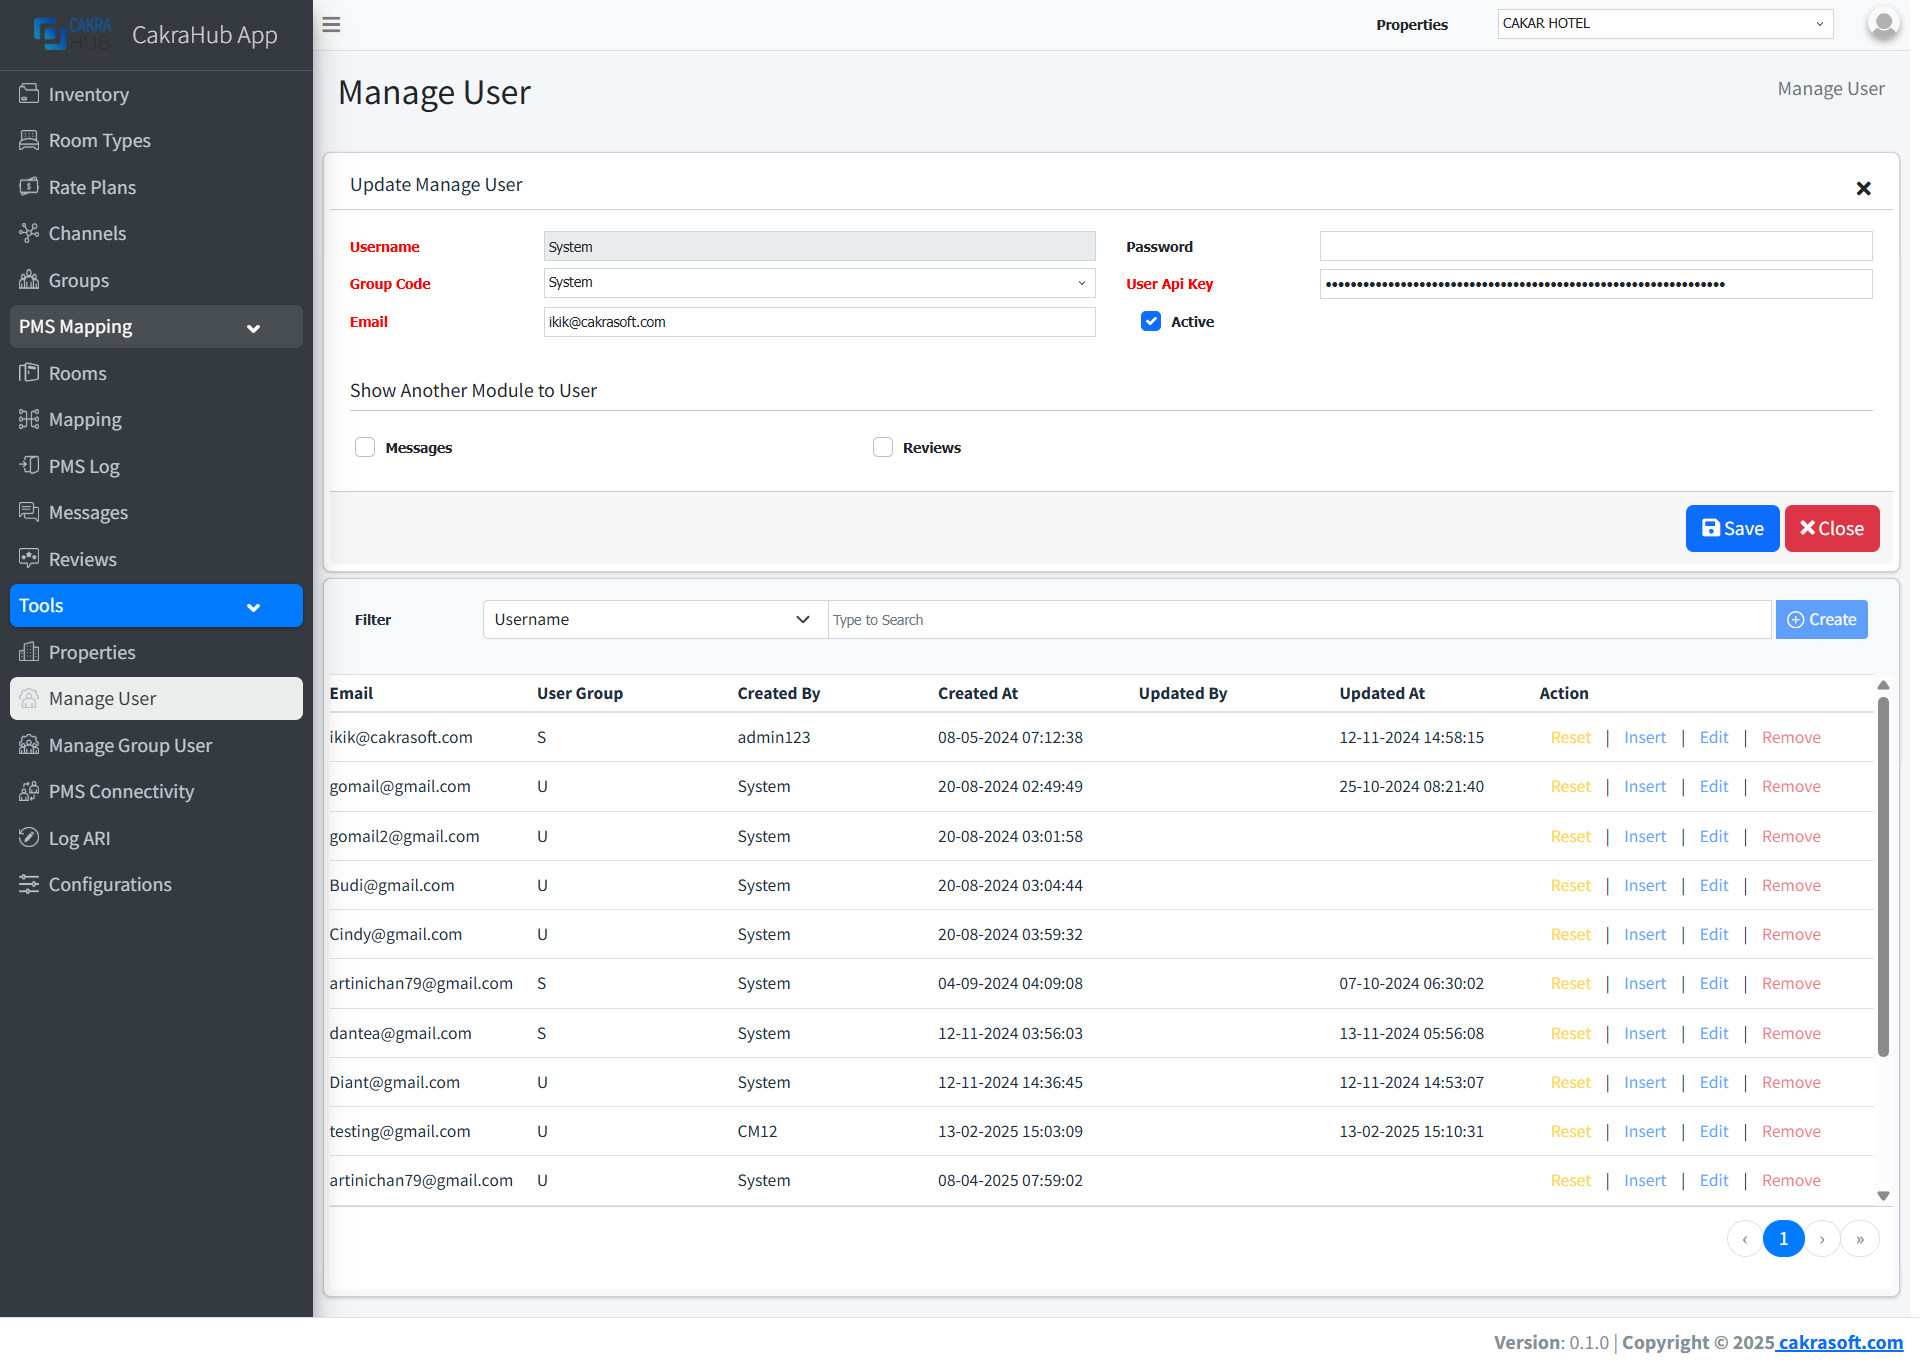 CAKRA
HUB
CakraHub App
Properties
CAKAR HOTEL
Inventory
Room Types
Rate Plans
Channels
Groups
PMS Mapping
Rooms
Mapping
PMS Log
Messages
Reviews
Tools
Properties
Manage User
Manage Group User
PMS Connectivity
Log ARI
Configurations
Manage User
Manage User
Update Manage User
Username System Password
Group Code System User Api Key ••••••••••••••••••••••••••••••••••••••••••••••••••••••••••••••••
Email ikik@cakrasoft.com Active
Show Another Module to User
Messages Reviews
Save Close
Filter Username Type to Search Create
Email User Group Created By Created At Updated By Updated At Action
ikik@cakrasoft.com S admin123 08-05-2024 07:12:38 12-11-2024 14:58:15 Reset | Insert | Edit | Remove
gomail@gmail.com U System 20-08-2024 02:49:49 25-10-2024 08:21:40 Reset | Insert | Edit | Remove
gomail2@gmail.com U System 20-08-2024 03:01:58 Reset | Insert | Edit | Remove
Budi@gmail.com U System 20-08-2024 03:04:44 Reset | Insert | Edit | Remove
Cindy@gmail.com U System 20-08-2024 03:59:32 Reset | Insert | Edit | Remove
artinichan79@gmail.com S System 04-09-2024 04:09:08 07-10-2024 06:30:02 Reset | Insert | Edit | Remove
dantea@gmail.com S System 12-11-2024 03:56:03 13-11-2024 05:56:08 Reset | Insert | Edit | Remove
Diant@gmail.com U System 12-11-2024 14:36:45 12-11-2024 14:53:07 Reset | Insert | Edit | Remove
testing@gmail.com U CM12 13-02-2025 15:03:09 13-02-2025 15:10:31 Reset | Insert | Edit | Remove
artinichan79@gmail.com U System 08-04-2025 07:59:02 Reset | Insert | Edit | Remove
‹ 1 › »
Version: 0.1.0 | Copyright © 2025 cakrasoft.com